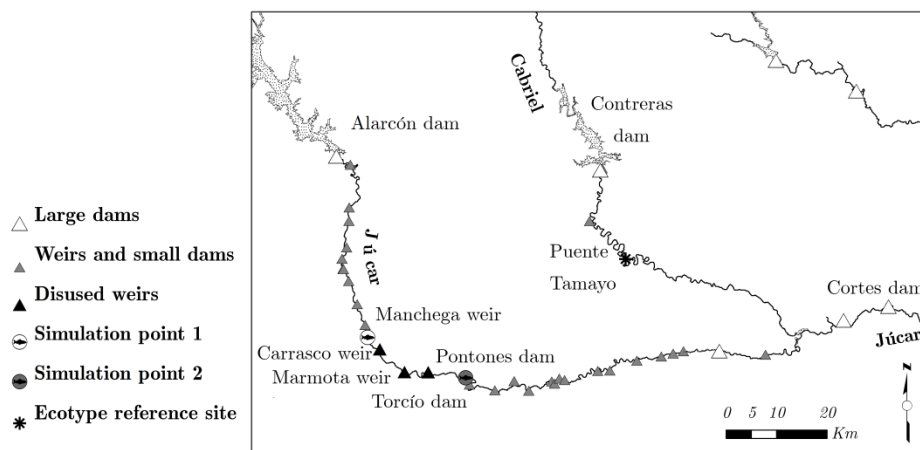 Large dams
Weirs and small dams
Disused weirs
Simulation point 1
Simulation point 2
Ecotype reference site
Alarcón dam
Cabriel
Contreras
dam
Júcar
Puente
Tamayo
Manchega weir
Carrasco weir
Marmota weir
Pontones dam
Torcío dam
Cortes dam
Júcar
0 5 10 20
Km
N